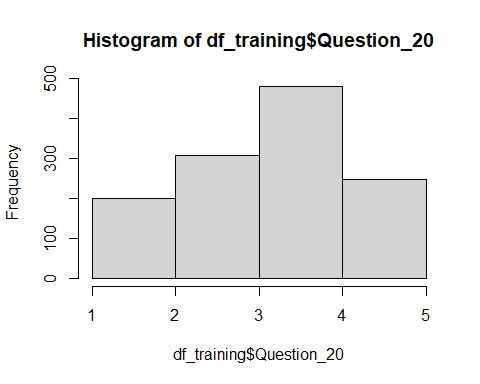 Histogram of df_training$Question_20
Frequency
500
300
100
0
1 2 3 4 5
df_training$Question_20